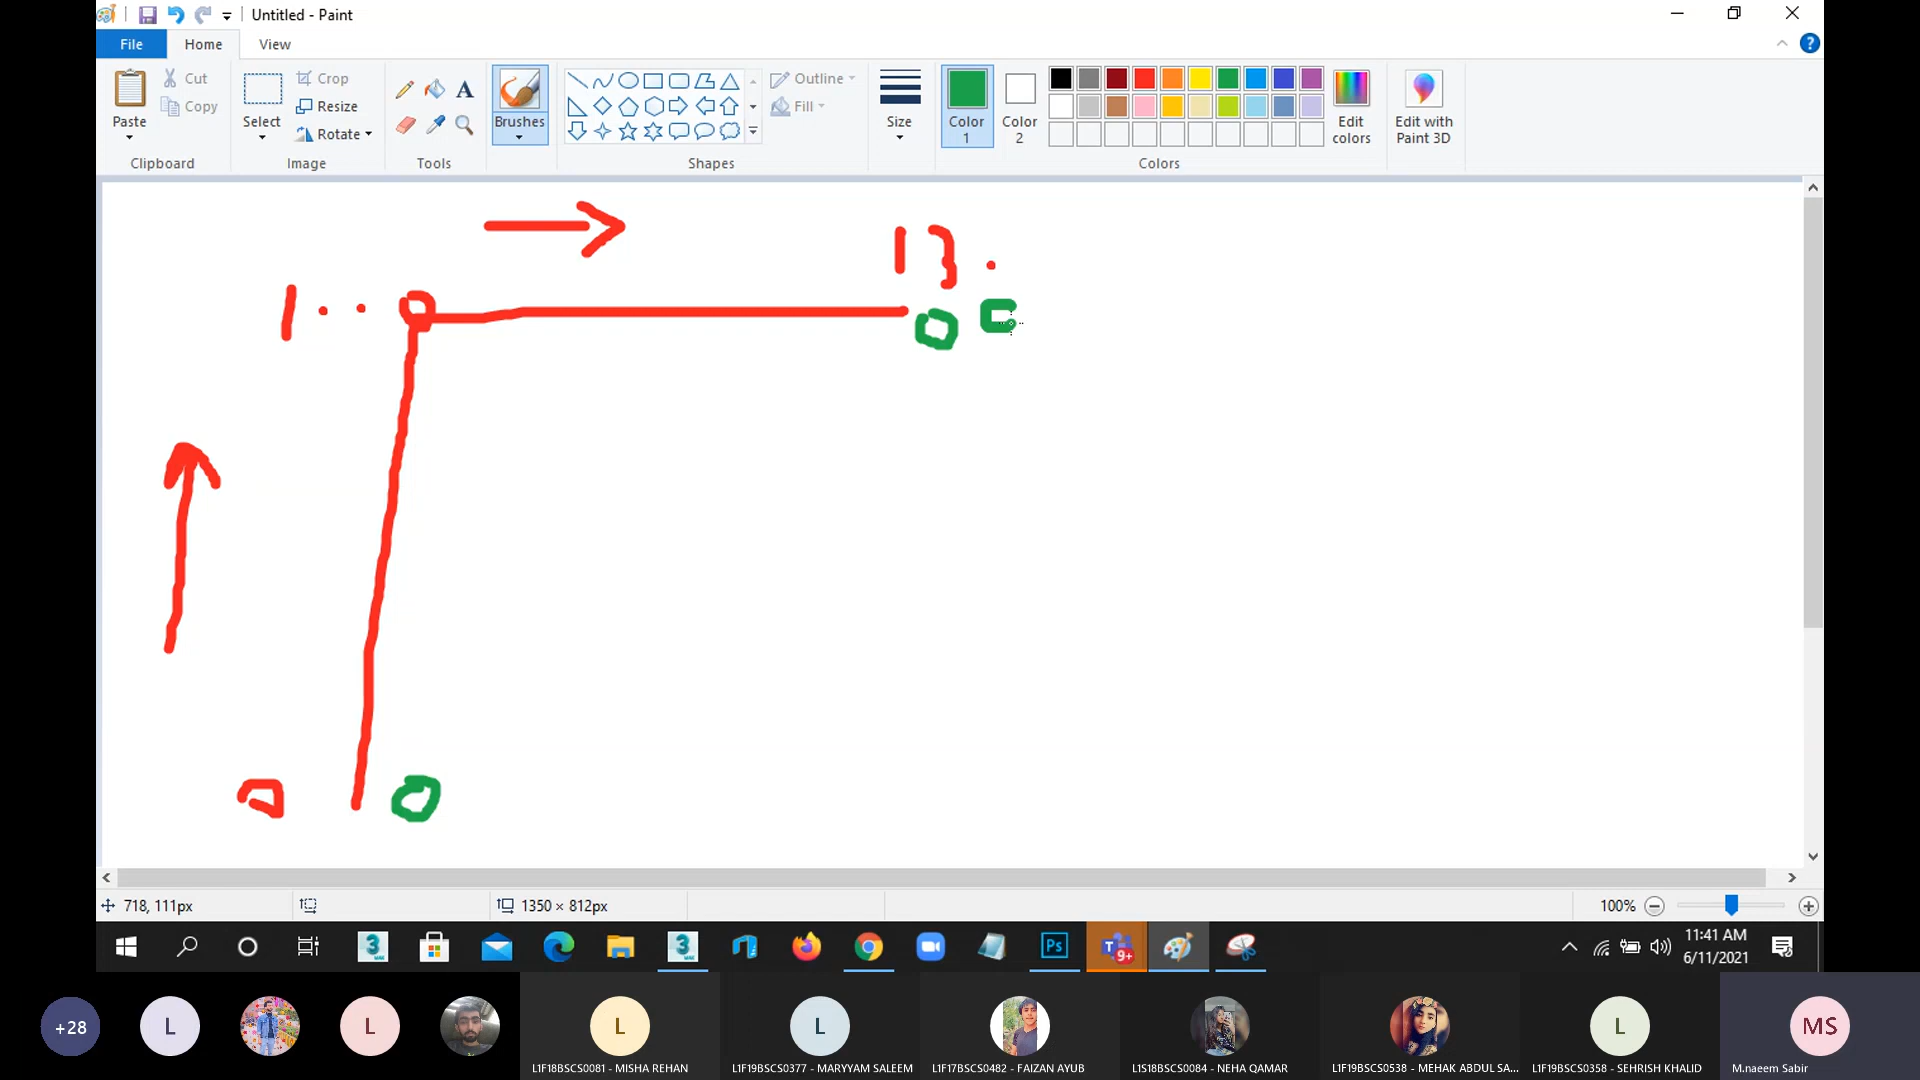 Untitled - Paint
File Home View
Paste
Cut
Copy
Clipboard
Select
Crop
Resize
Rotate
Image
A
Tools
Brushes
Outline
Fill
Shapes
Size
Color 1
Color 2
Edit colors
Colors
Edit with Paint 3D
718, 111px
1350 × 812px
100%
Ps
9+
11:41 AM
6/11/2021
+28
L
L
L
L
L
MS
L1F18BSCS0081 - MISHA REHAN
L1F19BSCS0377 - MARYYAM SALEEM
L1F17BSCS0482 - FAIZAN AYUB
L1S18BSCS0084 - NEHA QAMAR
L1F19BSCS0538 - MEHAK ABDUL SA...
L1F19BSCS0358 - SEHRISH KHALID
M.naeem Sabir